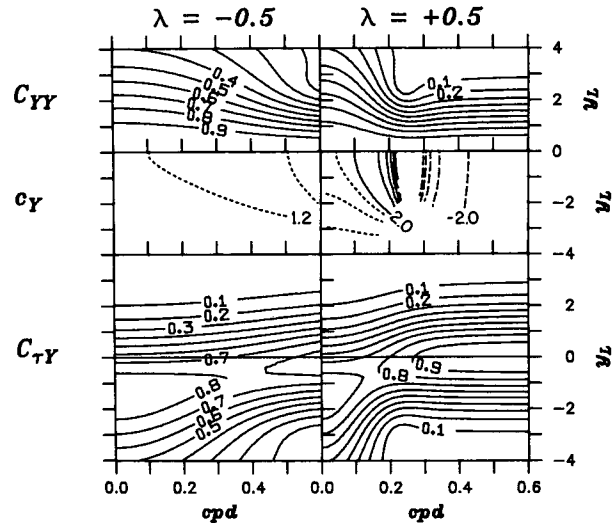 λ = -0.5 λ = +0.5
C_YY 0.4 0.5 0.6 0.7 0.8 0.9 0.1 0.2 4 2 0
c_Y 1.2 2.0 -2.0 -2 -4
C_τY 0.1 0.2 0.3 0.7 0.8 0.7 0.6 0.5 0.1 0.2 0.9 0.8 0.1 2 0 -2 -4
0.0 0.2 0.4 0.0 0.2 0.4 0.6
cpd cpd